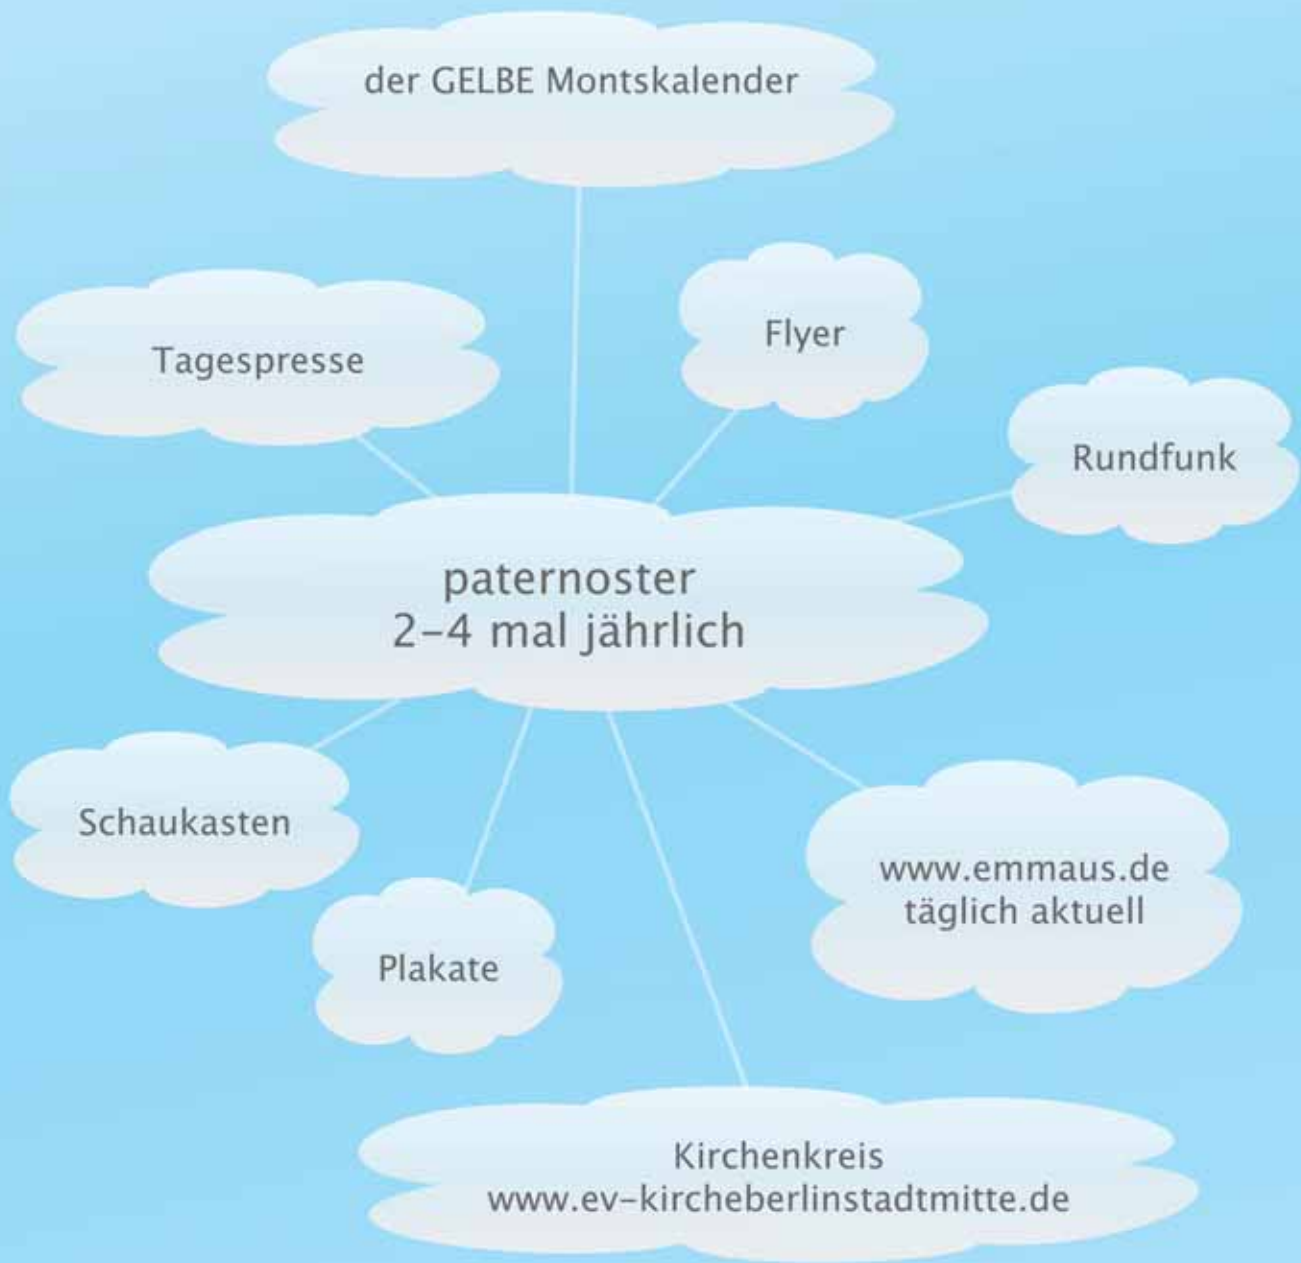 der GELBE Montskalender
Flyer
Tagespresse
Rundfunk
paternoster
2-4 mal jährlich
Schaukasten
www.emmaus.de
täglich aktuell
Plakate
Kirchenkreis
www.ev-kircheberlinstadtmitte.de